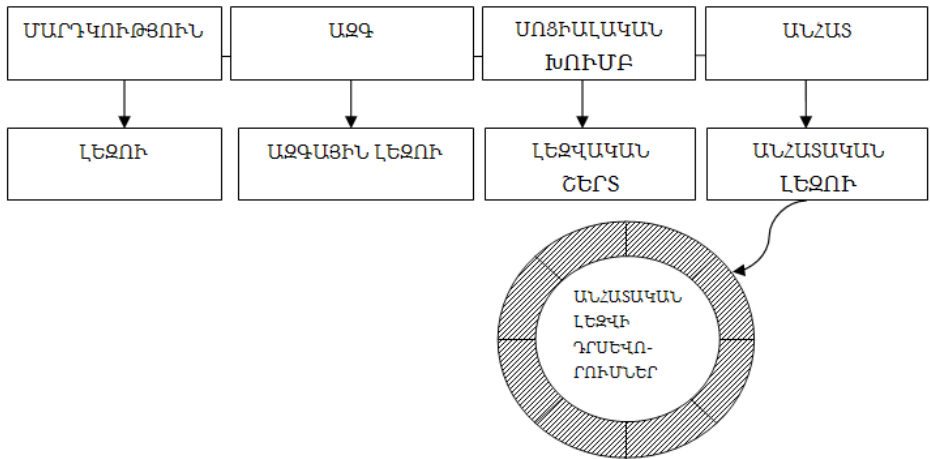 ՄԱՐԴԿՈՒԹՅՈՒՆ
ԱԶԳ
ՍՈՑԻԱԼԱԿԱՆ
ԽՈՒՄԲ
ԱՆՀԱՏ
ԼԵԶՈՒ
ԱԶԳԱՅԻՆ ԼԵԶՈՒ
ԼԵԶՎԱԿԱՆ
ՇԵՐՏ
ԱՆՀԱՏԱԿԱՆ
ԼԵԶՈՒ
ԱՆՀԱՏԱԿԱՆ
ԼԵԶՎԻ
ԴՐՍԵՎՈ-
ՐՈՒՄՆԵՐ